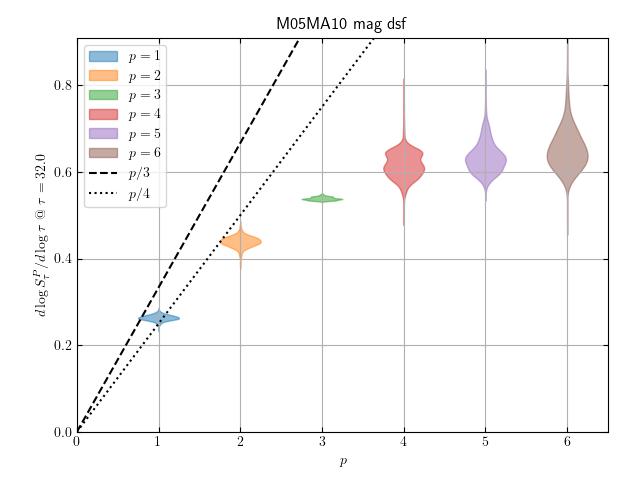 M05MA10 mag dsf
p = 1
p = 2
p = 3
p = 4
p = 5
p = 6
p/3
p/4
d log S_τ^P / d log τ @ τ = 32.0
0.8
0.6
0.4
0.2
0.0
0 1 2 3 4 5 6
p